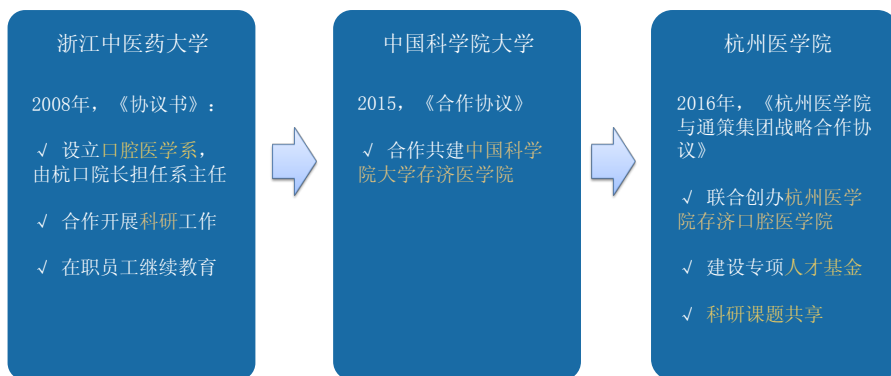 浙江中医药大学
2008年，《协议书》：
√ 设立口腔医学系，
由杭口院长担任系主任
√ 合作开展科研工作
√ 在职员工继续教育
中国科学院大学
2015，《合作协议》
√ 合作共建中国科学
院大学存济医学院
杭州医学院
2016年，《杭州医学院
与通策集团战略合作协
议》
√ 联合创办杭州医学
院存济口腔医学院
√ 建设专项人才基金
√ 科研课题共享